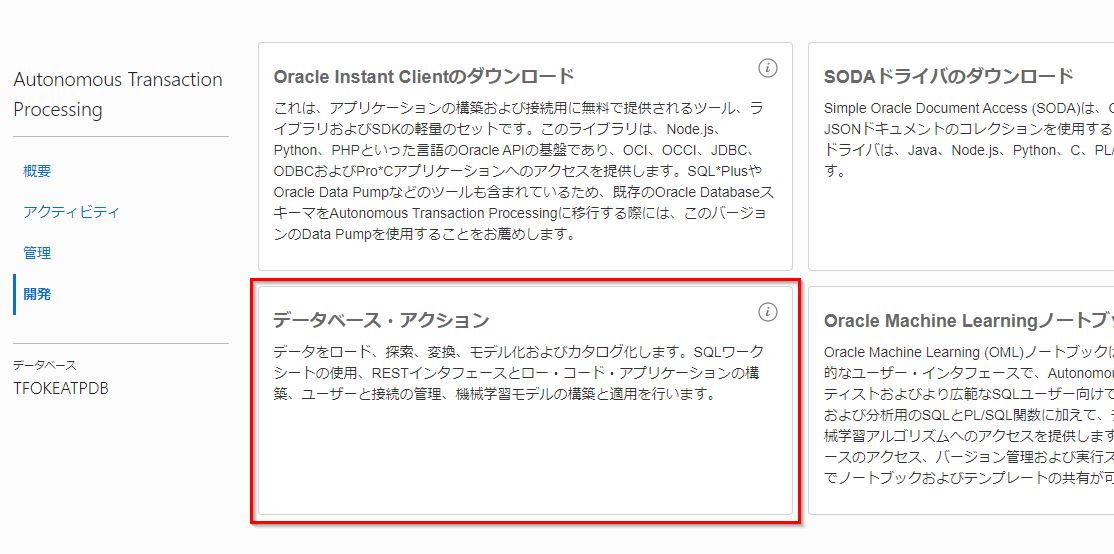 Autonomous Transaction
Processing
概要
アクティビティ
管理
開発
データベース
TFOKEATPDB
Oracle Instant Clientのダウンロード
これは、アプリケーションの構築および接続用に無料で提供されるツール、ラ
イブラリおよびSDKの軽量のセットです。このライブラリは、Node.js、
Python、PHPといった言語のOracle APIの基盤であり、OCI、OCCI、JDBC、
ODBCおよびPro*Cアプリケーションへのアクセスを提供します。SQL*Plusや
Oracle Data Pumpなどのツールも含まれているため、既存のOracle Databaseス
キーマをAutonomous Transaction Processingに移行する際には、このバージョ
ンのData Pumpを使用することをお薦めします。
SODAドライバのダウンロード
Simple Oracle Document Access (SODA)は、
JSONドキュメントのコレクションを使用する
ドライバは、Java、Node.js、Python、C、PL/
す。
データベース・アクション
データをロード、探索、変換、モデル化およびカタログ化します。SQLワーク
シートの使用、RESTインタフェースとロー・コード・アプリケーションの構
築、ユーザーと接続の管理、機械学習モデルの構築と適用を行います。
Oracle Machine Learningノートブ
Oracle Machine Learning (OML)ノートブックは
的なユーザー・インタフェースで、Autonomou
ティストおよびより広範なSQLユーザー向けで
および分析用のSQLとPL/SQL関数に加えて、
械学習アルゴリズムへのアクセスを提供します
ースのアクセス、バージョン管理および実行ス
でノートブックおよびテンプレートの共有が可